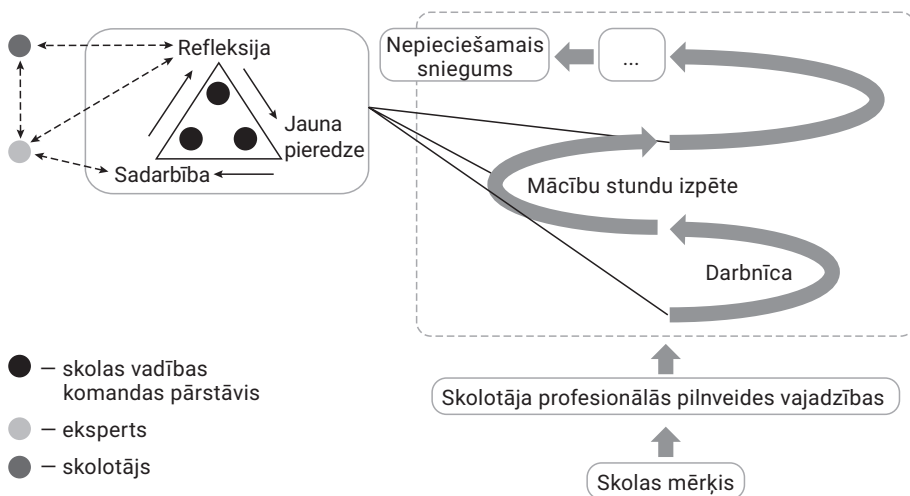 Refleksija
Jauna
pieredze
Sadarbība
Nepieciešamais
sniegums
...
Mācību stundu izpēte
Darbnīca
Skolotāja profesionālās pilnveides vajadzības
Skolas mērķis
– skolas vadības
komandas pārstāvis
– eksperts
– skolotājs